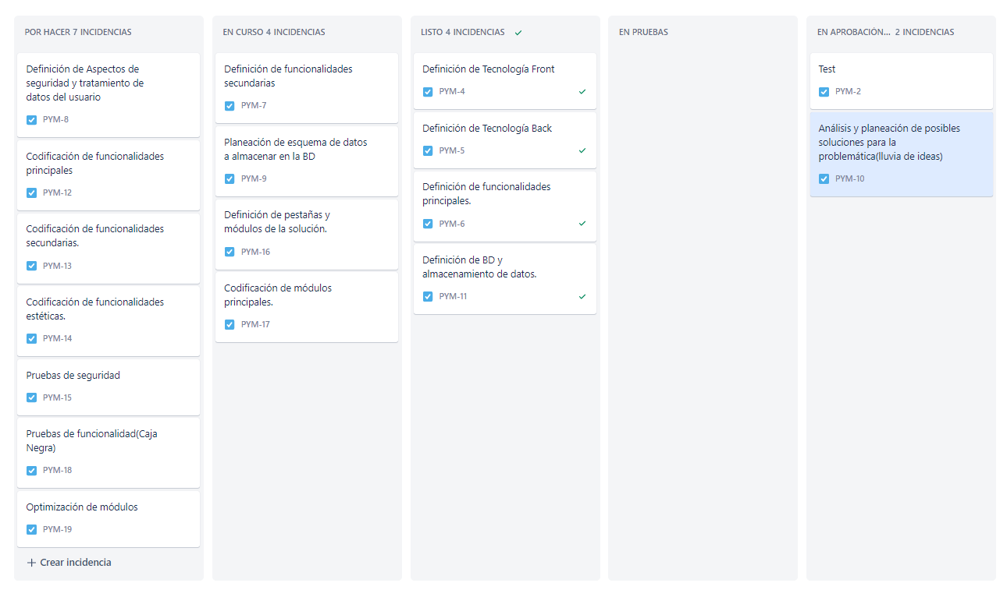 POR HACER 7 INCIDENCIAS
Definición de Aspectos de
seguridad y tratamiento de
datos del usuario
PYM-8
Codificación de funcionalidades
principales
PYM-12
Codificación de funcionalidades
secundarias.
PYM-13
Codificación de funcionalidades
estéticas.
PYM-14
Pruebas de seguridad
PYM-15
Pruebas de funcionalidad(Caja
Negra)
PYM-18
Optimización de módulos
PYM-19
+ Crear incidencia
EN CURSO 4 INCIDENCIAS
Definición de funcionalidades
secundarias
PYM-7
Planeación de esquema de datos
a almacenar en la BD
PYM-9
Definición de pestañas y
módulos de la solución.
PYM-16
Codificación de módulos
principales.
PYM-17
LISTO 4 INCIDENCIAS
Definición de Tecnología Front
PYM-4
Definición de Tecnología Back
PYM-5
Definición de funcionalidades
principales.
PYM-6
Definición de BD y
almacenamiento de datos.
PYM-11
EN PRUEBAS
EN APROBACIÓN... 2 INCIDENCIAS
Test
PYM-2
Análisis y planeación de posibles
soluciones para la
problemática(lluvia de ideas)
PYM-10